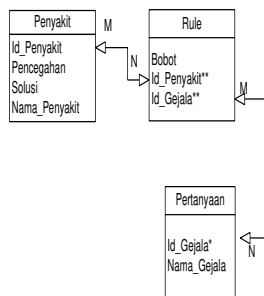 Penyakit
M
Id_Penyakit
Pencegahan
Solusi
Nama_Penyakit
N
Rule
Bobot
Id_Penyakit**
Id_Gejala**
M
Pertanyaan
Id_Gejala*
Nama_Gejala
N